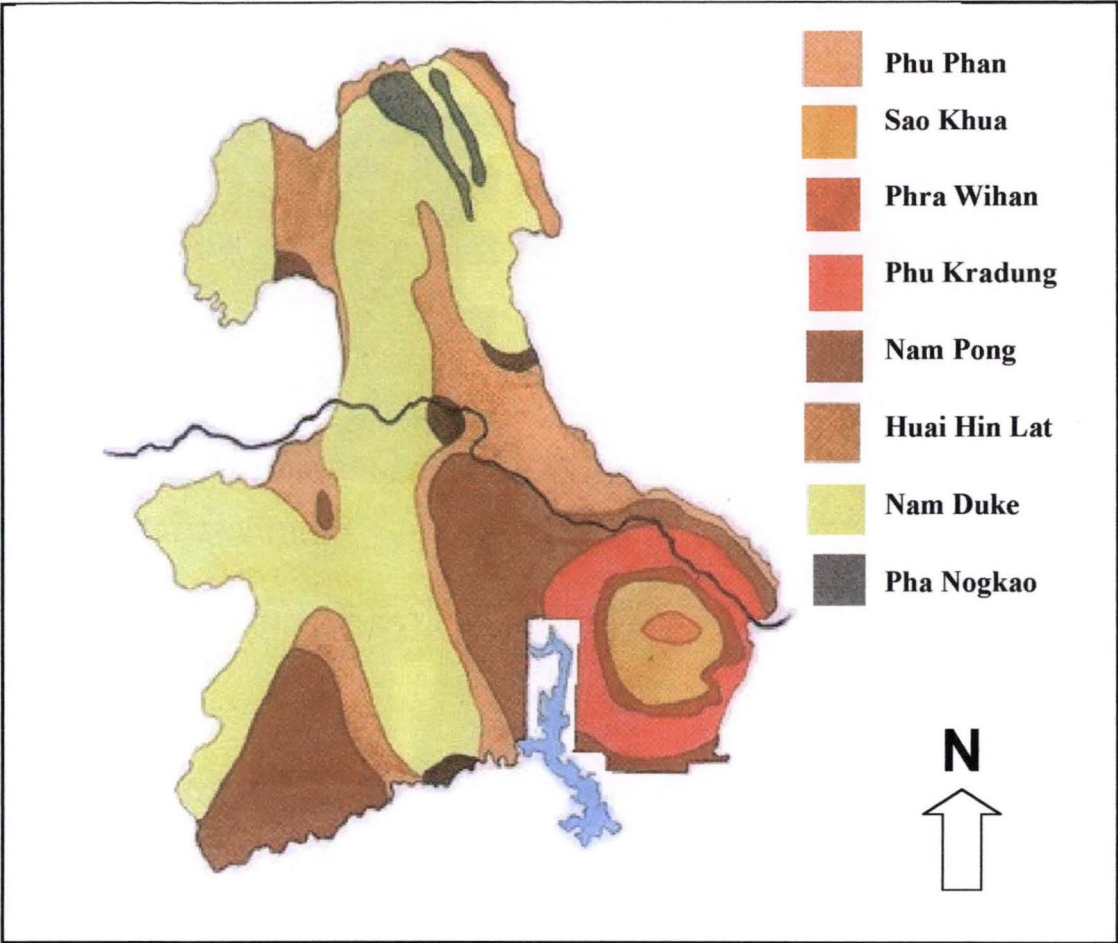 Phu Phan
Sao Khua
Phra Wihan
Phu Kradung
Nam Pong
Huai Hin Lat
Nam Duke
Pha Nogkao
N